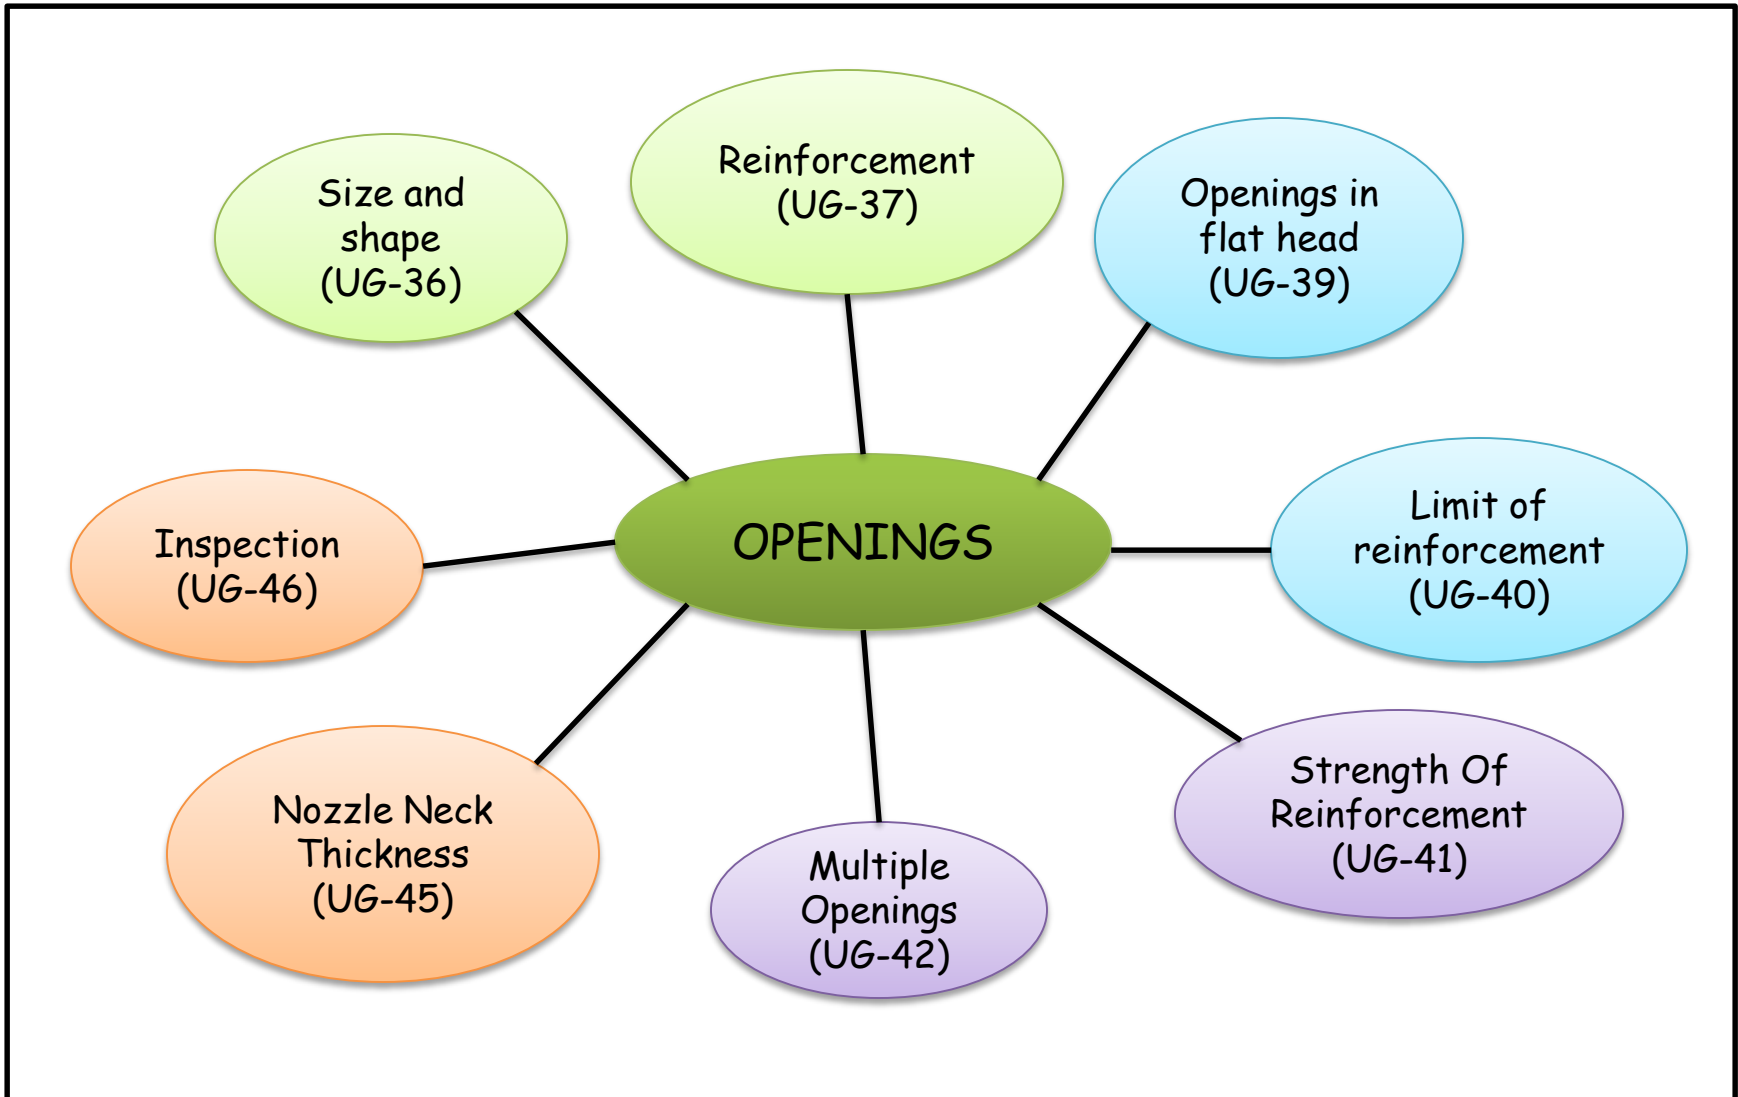 Size and
shape
(UG-36)
Reinforcement
(UG-37)
Openings in
flat head
(UG-39)
Inspection
(UG-46)
OPENINGS
Limit of
reinforcement
(UG-40)
Nozzle Neck
Thickness
(UG-45)
Multiple
Openings
(UG-42)
Strength Of
Reinforcement
(UG-41)